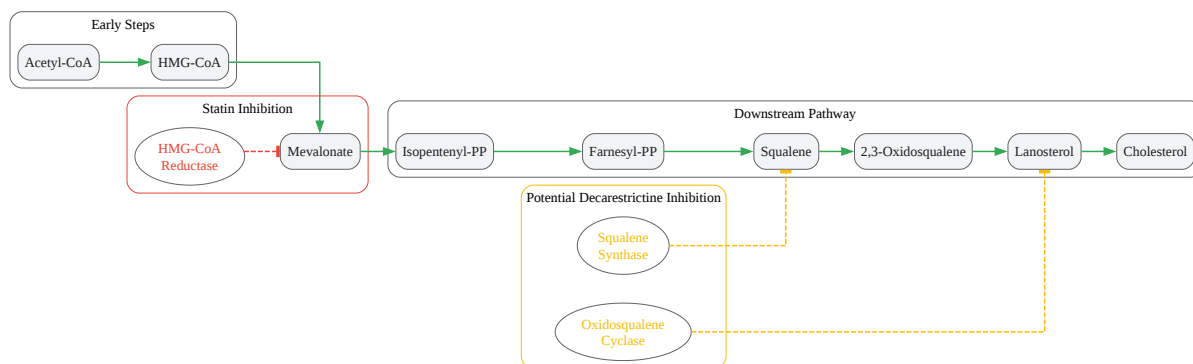 Early Steps
Acetyl-CoA
HMG-CoA
Statin Inhibition
HMG-CoA
Reductase
Mevalonate
Downstream Pathway
Isopentenyl-PP
Farnesyl-PP
Squalene
2,3-Oxidosqualene
Lanosterol
Cholesterol
Potential Decarestrictine Inhibition
Squalene
Synthase
Oxidosqualene
Cyclase